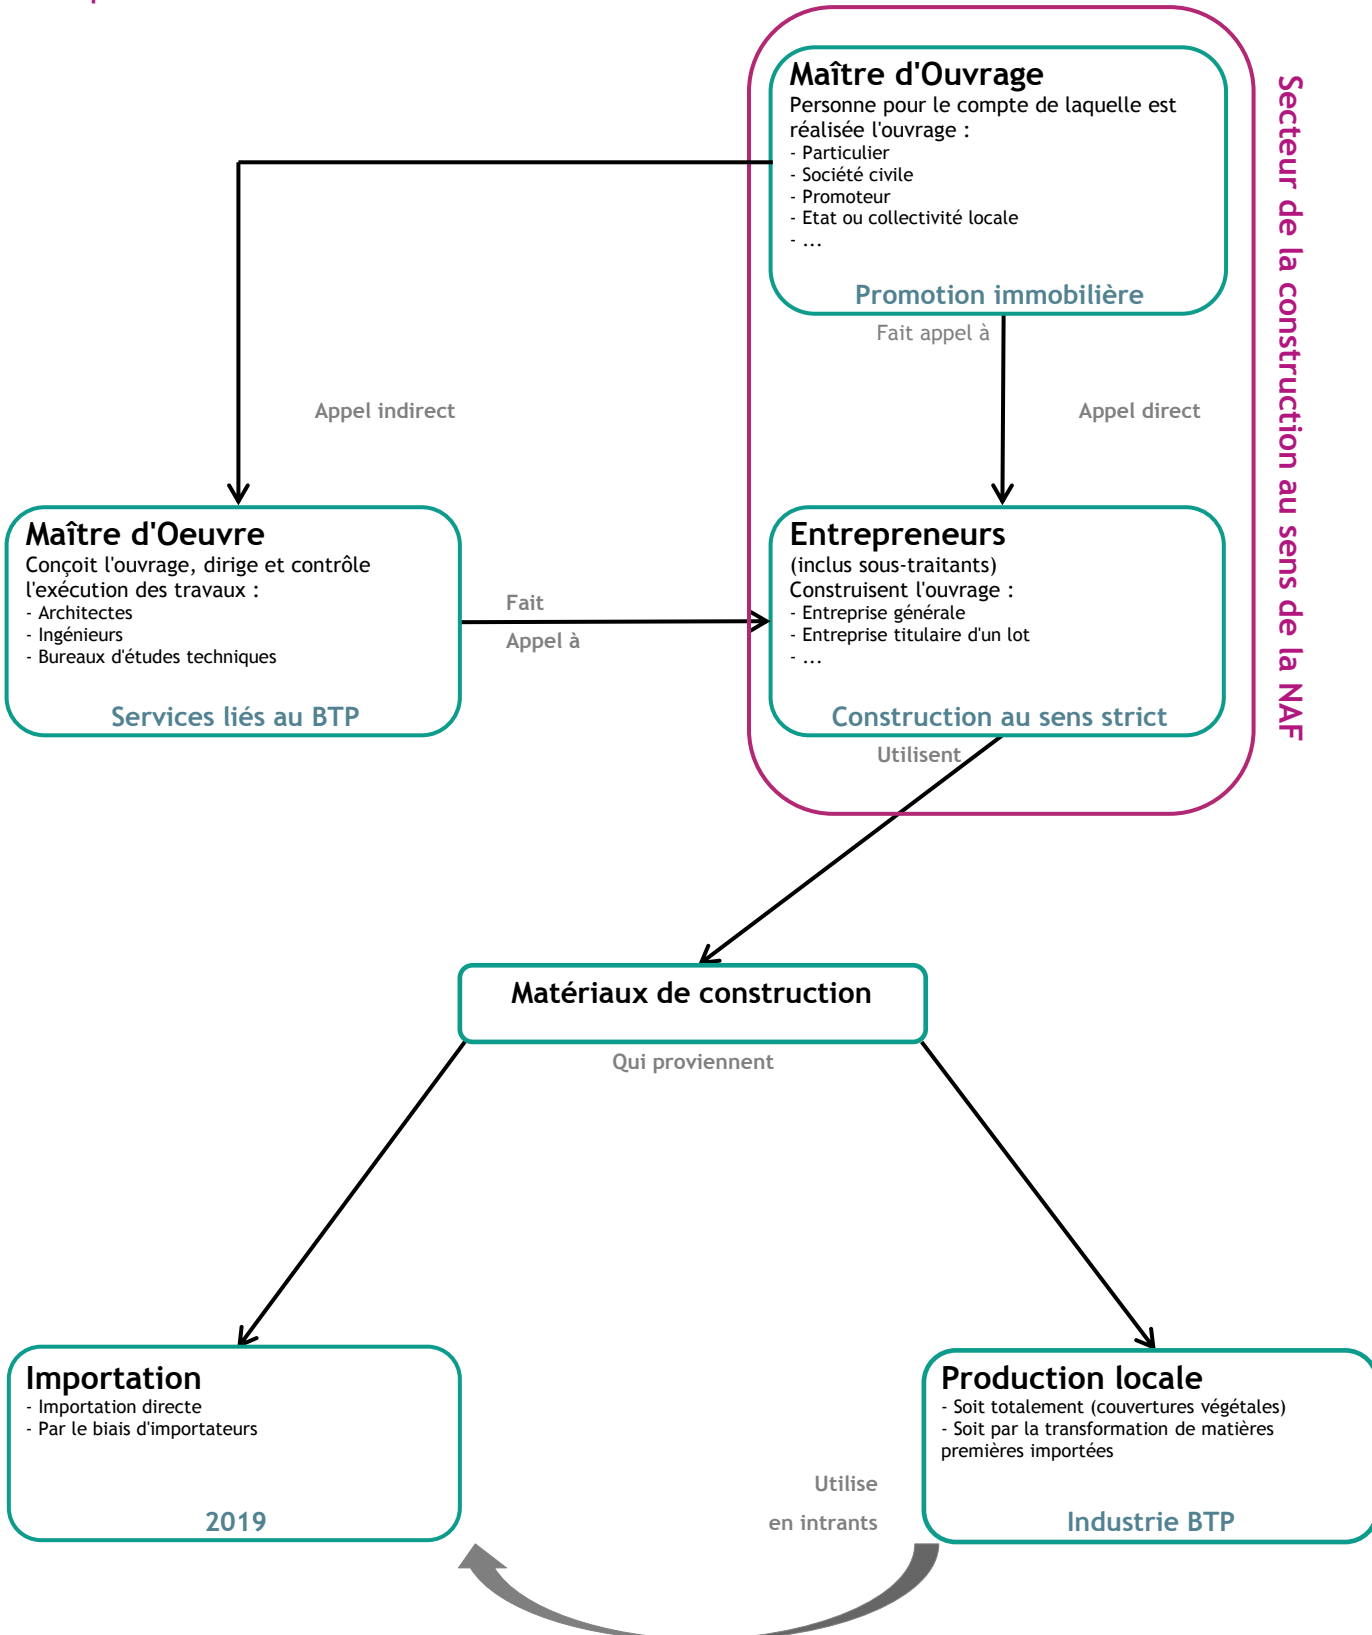 Maître d'Ouvrage
Personne pour le compte de laquelle est
réalisée l'ouvrage :
- Particulier
- Société civile
- Promoteur
- Etat ou collectivité locale
- ...
Promotion immobilière
Secteur de la construction au sens de la NAF
Fait appel à
Appel indirect
Appel direct
Maître d'Oeuvre
Conçoit l'ouvrage, dirige et contrôle
l'exécution des travaux :
- Architectes
- Ingénieurs
- Bureaux d'études techniques
Services liés au BTP
Fait
Appel à
Entrepreneurs
(inclus sous-traitants)
Construisent l'ouvrage :
- Entreprise générale
- Entreprise titulaire d'un lot
- ...
Construction au sens strict
Utilisent
Matériaux de construction
Qui proviennent
Importation
- Importation directe
- Par le biais d'importateurs
2019
Production locale
- Soit totalement (couvertures végétales)
- Soit par la transformation de matières
premières importées
Industrie BTP
Utilise
en intrants